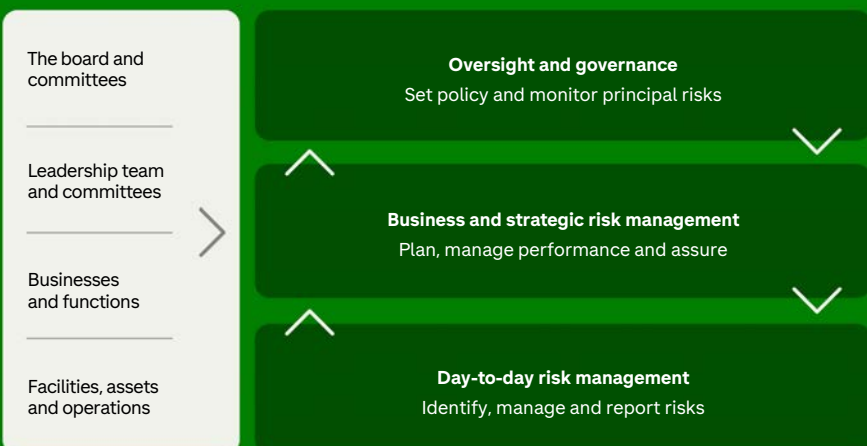 The board and
committees
Leadership team
and committees
Businesses
and functions
Facilities, assets
and operations
Oversight and governance
Set policy and monitor principal risks
Business and strategic risk management
Plan, manage performance and assure
Day-to-day risk management
Identify, manage and report risks